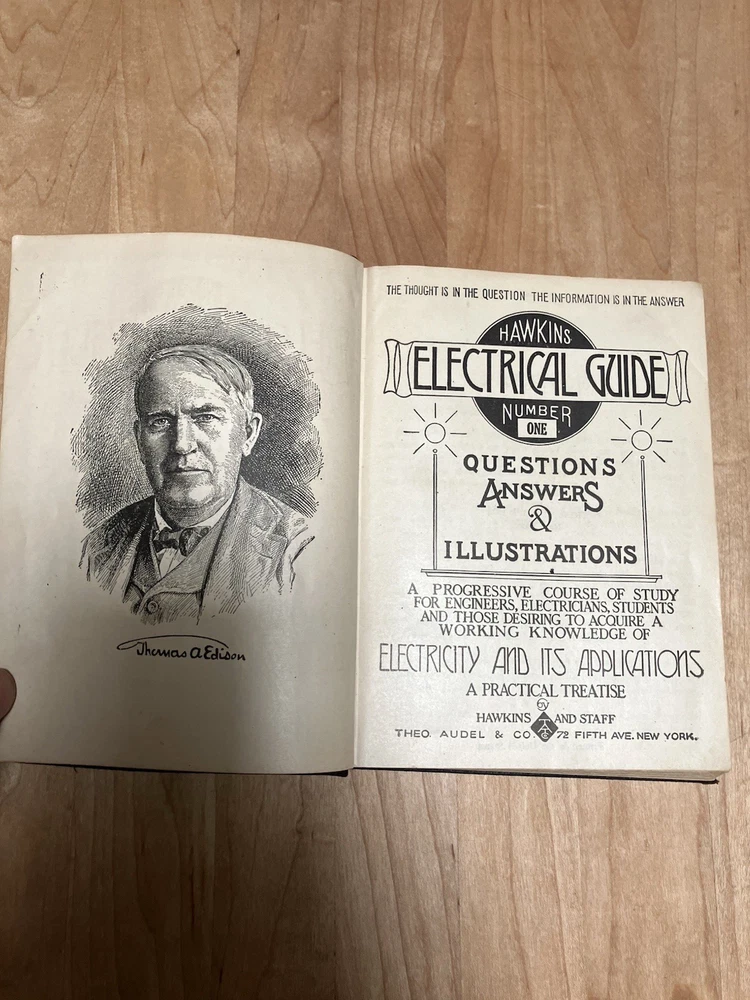 Thomas A Edison
THE THOUGHT IS IN THE QUESTION THE INFORMATION IS IN THE ANSWER
HAWKINS
ELECTRICAL GUIDE
NUMBER
ONE
QUESTIONS
ANSWERS
&
ILLUSTRATIONS
A PROGRESSIVE COURSE OF STUDY
FOR ENGINEERS, ELECTRICIANS, STUDENTS
AND THOSE DESIRING TO ACQUIRE A
WORKING KNOWLEDGE OF
ELECTRICITY AND ITS APPLICATIONS
A PRACTICAL TREATISE
by
HAWKINS AND STAFF
THEO. AUDEL & CO. 72 FIFTH AVE. NEW YORK.